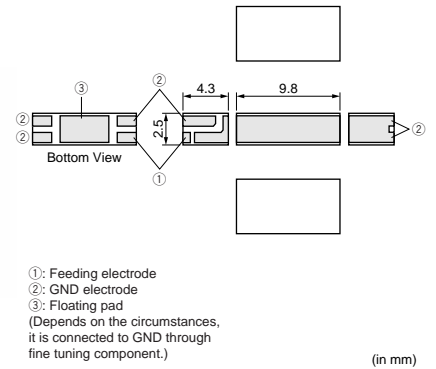 ③
②
4.3
9.8
②
②
2.5
②
Bottom View
①
①: Feeding electrode
②: GND electrode
③: Floating pad
(Depends on the circumstances,
it is connected to GND through
fine tuning component.)
(in mm)